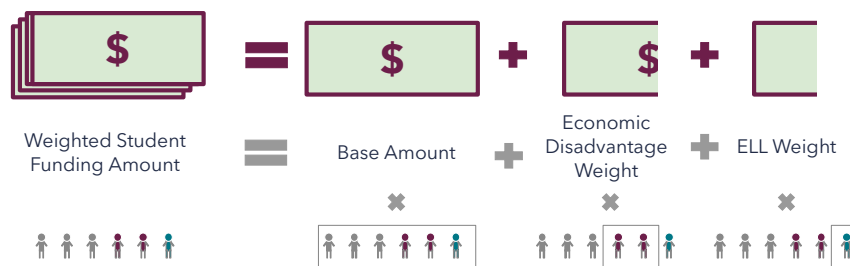 $ = $ + $ +
Weighted Student
Funding Amount
=
Base Amount
+
Economic
Disadvantage
Weight
+
ELL Weight
× × ×